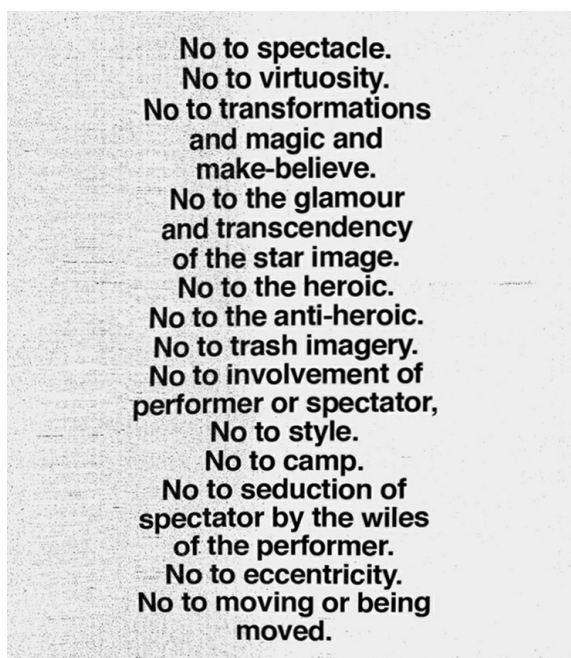 No to spectacle.
No to virtuosity.
No to transformations
and magic and
make-believe.
No to the glamour
and transcendency
of the star image.
No to the heroic.
No to the anti-heroic.
No to trash imagery.
No to involvement of
performer or spectator,
No to style.
No to camp.
No to seduction of
spectator by the wiles
of the performer.
No to eccentricity.
No to moving or being
moved.